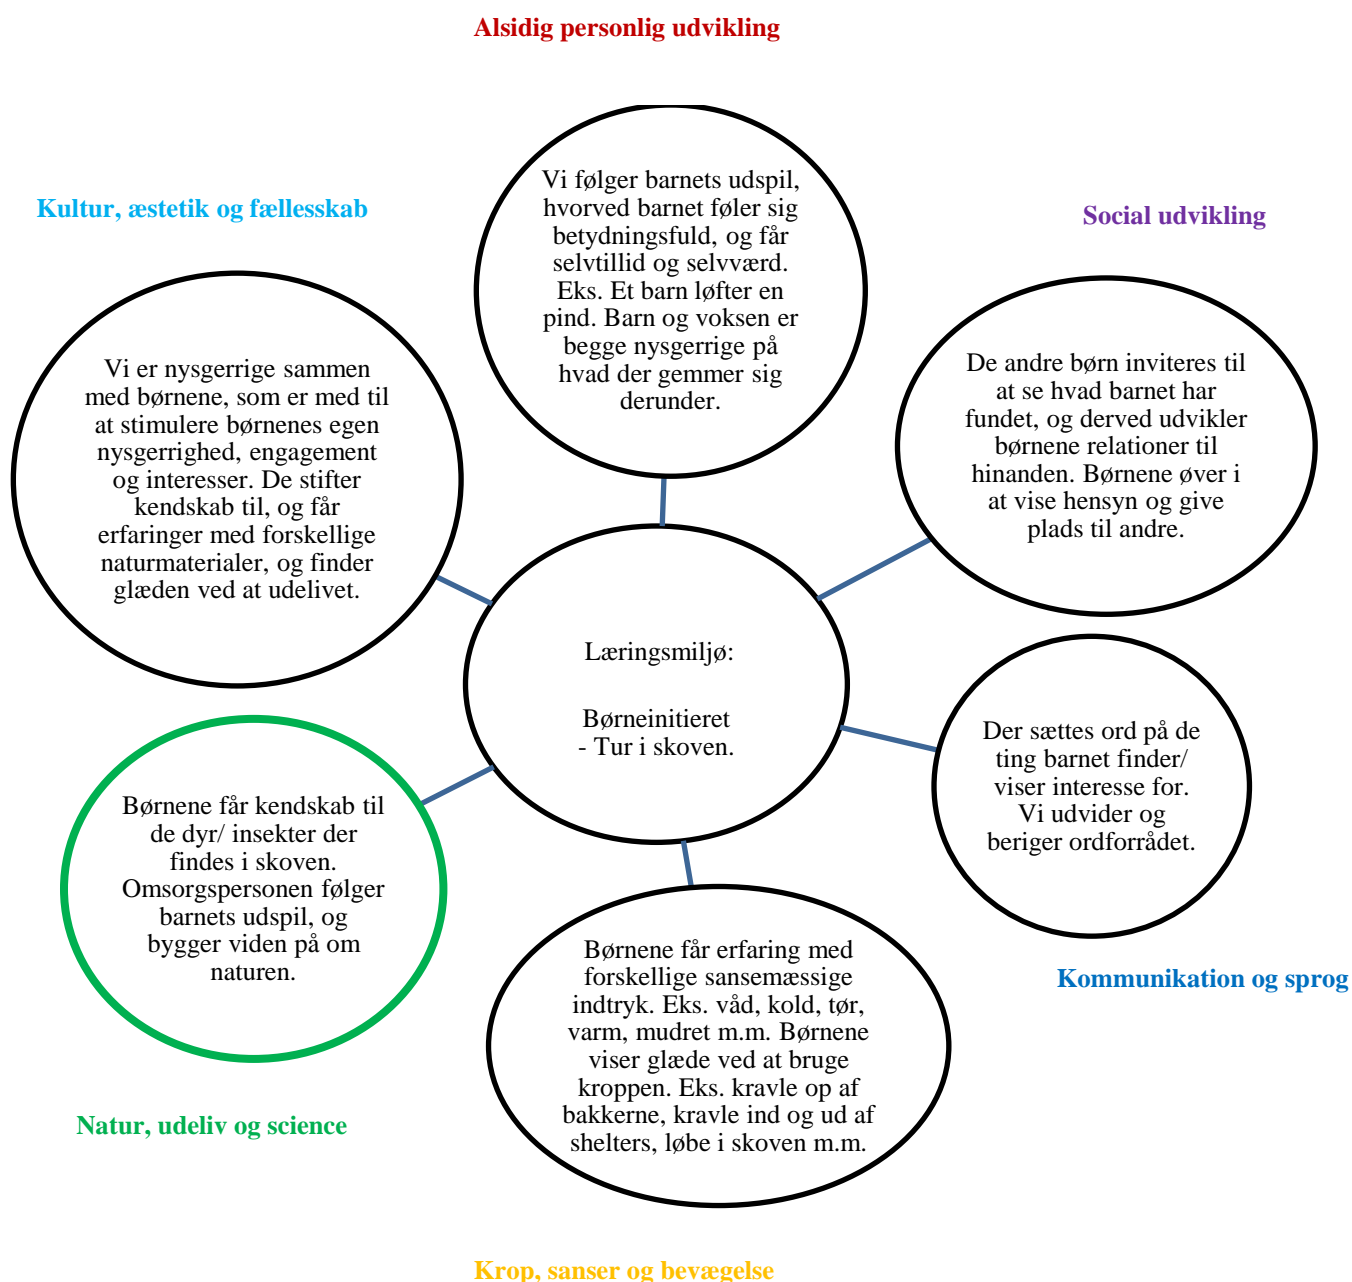 Alsidig personlig udvikling
Vi følger barnets udspil,
hvorved barnet føler sig
betydningsfuld, og får
selvtillid og selvværd.
Eks. Et barn løfter en
pind. Barn og voksen er
begge nysgerrige på
hvad der gemmer sig
derunder.
Kultur, æstetik og fællesskab
Vi er nysgerrige sammen
med børnene, som er med til
at stimulere børnenes egen
nysgerrighed, engagement
og interesser. De stifter
kendskab til, og får
erfaringer med forskellige
naturmaterialer, og finder
glæden ved at udelivet.
Social udvikling
De andre børn inviteres til
at se hvad barnet har
fundet, og derved udvikler
børnene relationer til
hinanden. Børnene øver i
at vise hensyn og give
plads til andre.
Læringsmiljø:
Børneinitieret
- Tur i skoven.
Der sættes ord på de
ting barnet finder/
viser interesse for.
Vi udvider og
beriger ordforrådet.
Kommunikation og sprog
Børnene får kendskab til
de dyr/ insekter der
findes i skoven.
Omsorgspersonen følger
barnets udspil, og
bygger viden på om
naturen.
Natur, udeliv og science
Børnene får erfaring med
forskellige sansemæssige
indtryk. Eks. våd, kold, tør,
varm, mudret m.m. Børnene
viser glæde ved at bruge
kroppen. Eks. kravle op af
bakkerne, kravle ind og ud af
shelters, løbe i skoven m.m.
Krop, sanser og bevægelse